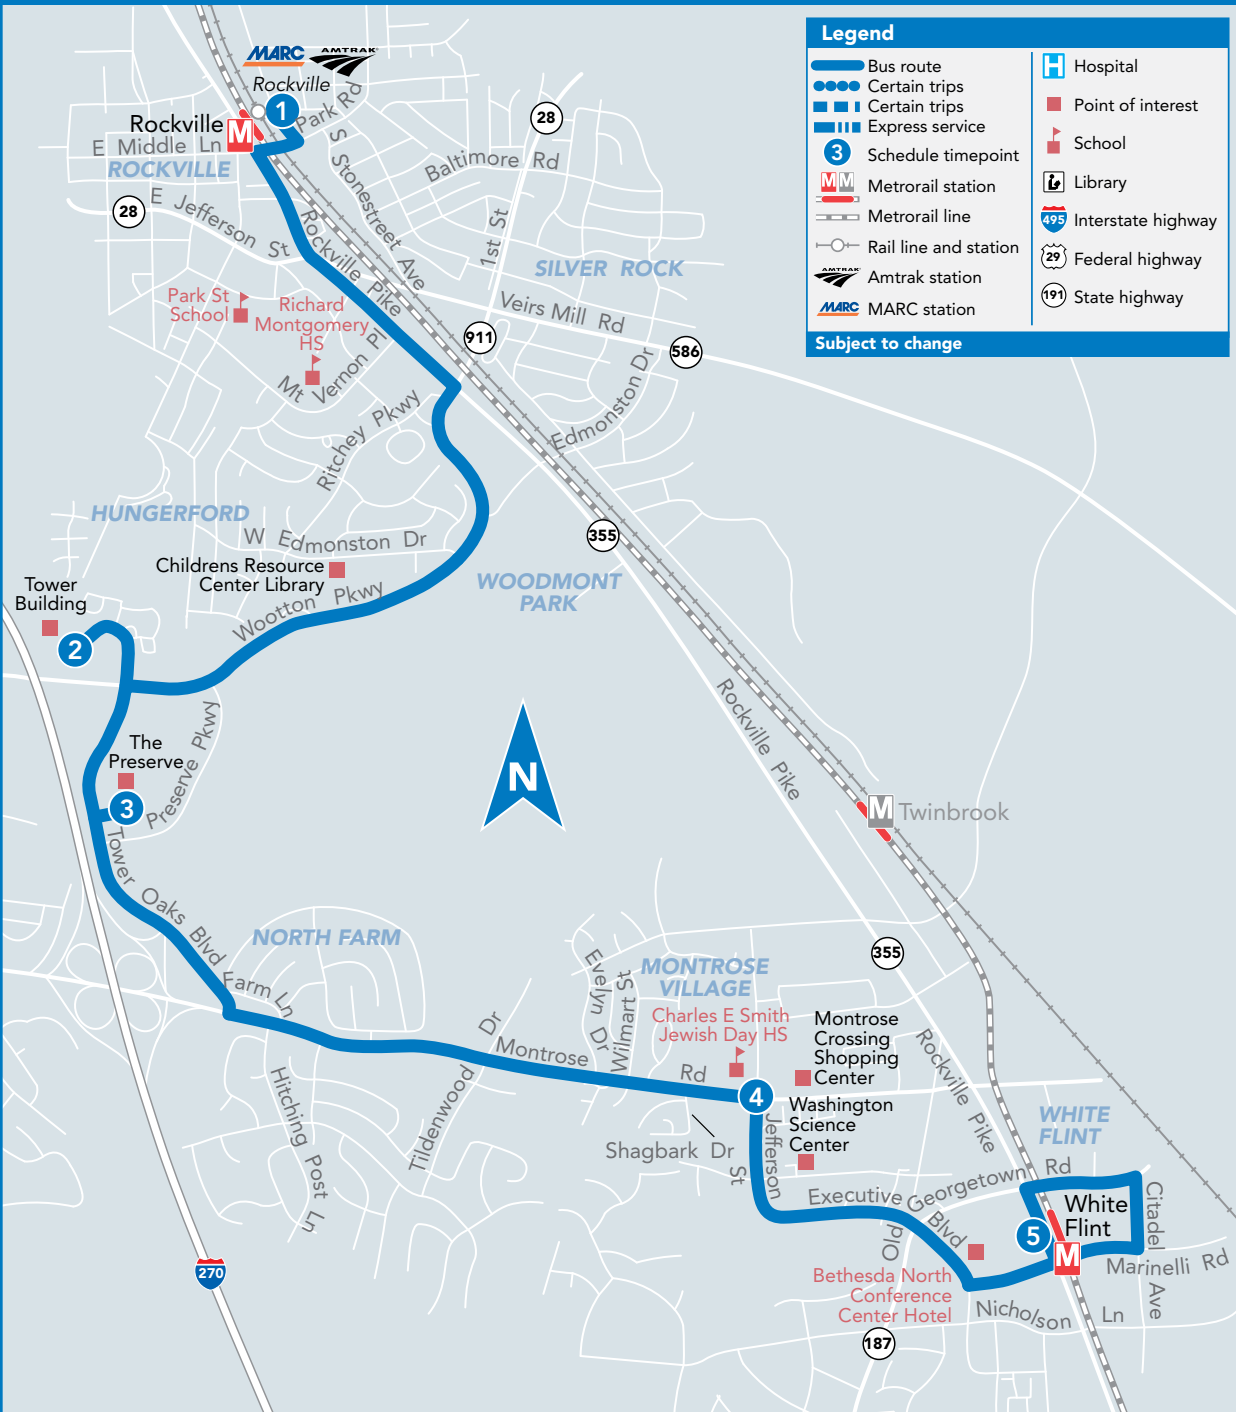 Legend
Bus route
Certain trips
Certain trips
Express service
3
Schedule timepoint
M M
Metrorail station
Metrorail line
Rail line and station
AMTRAK
Amtrak station
MARC
MARC station
H
Hospital
Point of interest
School
Library
495
Interstate highway
29
Federal highway
191
State highway
Subject to change
MARC
AMTRAK
Rockville
1
Park Rd
Rockville
M
E Middle Ln
ROCKVILLE
28
E Jefferson St
S Stonestreet Ave
Baltimore Rd
28
1st St
SILVER ROCK
Rockville Pike
Veirs Mill Rd
Park St
School
Richard
Montgomery
HS
Mt Vernon Pl
911
586
Edmonston Dr
Ritchey Pkwy
HUNGERFORD
W Edmonston Dr
355
Childrens Resource
Center Library
WOODMONT
PARK
Tower
Building
2
Wootton Pkwy
Preserve Pkwy
The
Preserve
3
N
Rockville Pike
M
Twinbrook
Tower Oaks Blvd
NORTH FARM
Farm Ln
355
Evelyn Dr
Wilmart St
MONTROSE
VILLAGE
Charles E Smith
Jewish Day HS
Montrose
Crossing
Shopping
Center
Rockville Pike
Tildenwood Dr
Montrose Rd
4
Hitching Post Ln
Washington
Science
Center
WHITE
FLINT
Shagbark Dr
Jefferson St
Executive Blvd
Old Georgetown Rd
White
Flint
5
M
Citadel Ave
Marinelli Rd
Bethesda North
Conference
Center Hotel
Nicholson Ln
270
187